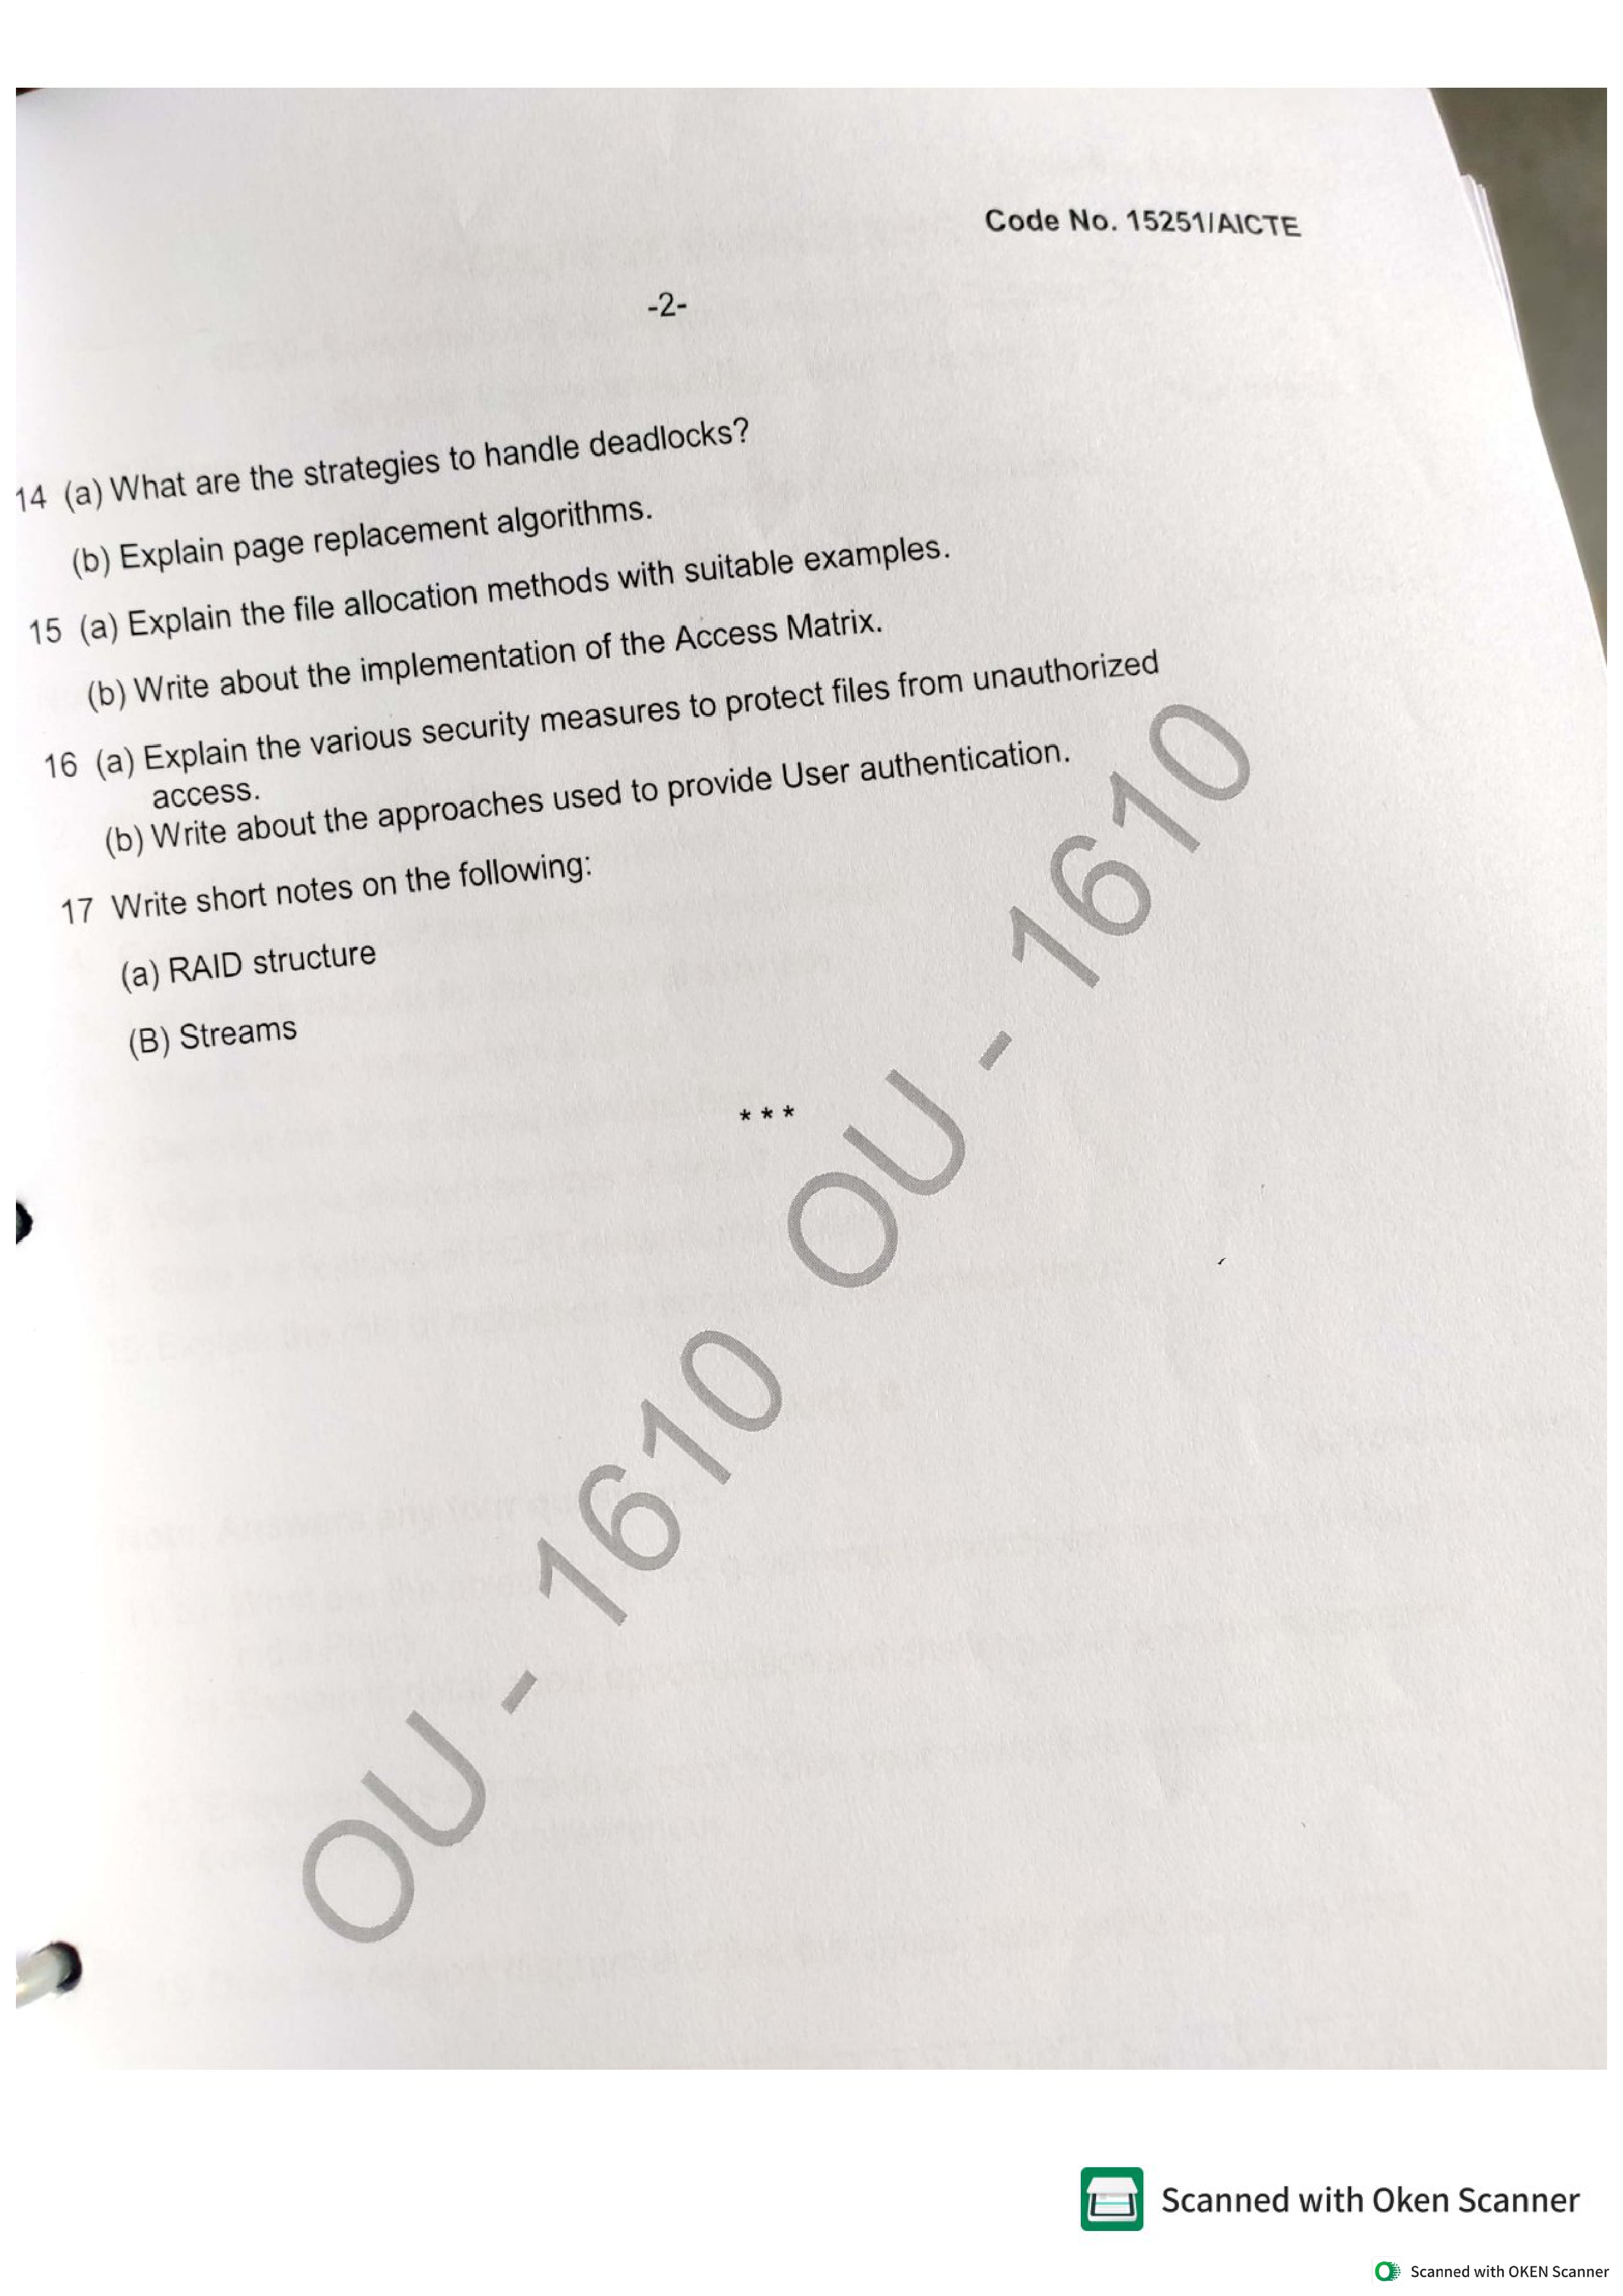 Code No. 15251/AICTE
-2-
14 (a) What are the strategies to handle deadlocks?
(b) Explain page replacement algorithms.
15 (a) Explain the file allocation methods with suitable examples.
(b) Write about the implementation of the Access Matrix.
16 (a) Explain the various security measures to protect files from unauthorized
access.
(b) Write about the approaches used to provide User authentication.
17 Write short notes on the following:
(a) RAID structure
(B) Streams
* * *
OU - 1610 OU - 1610
Scanned with Oken Scanner
Scanned with OKEN Scanner